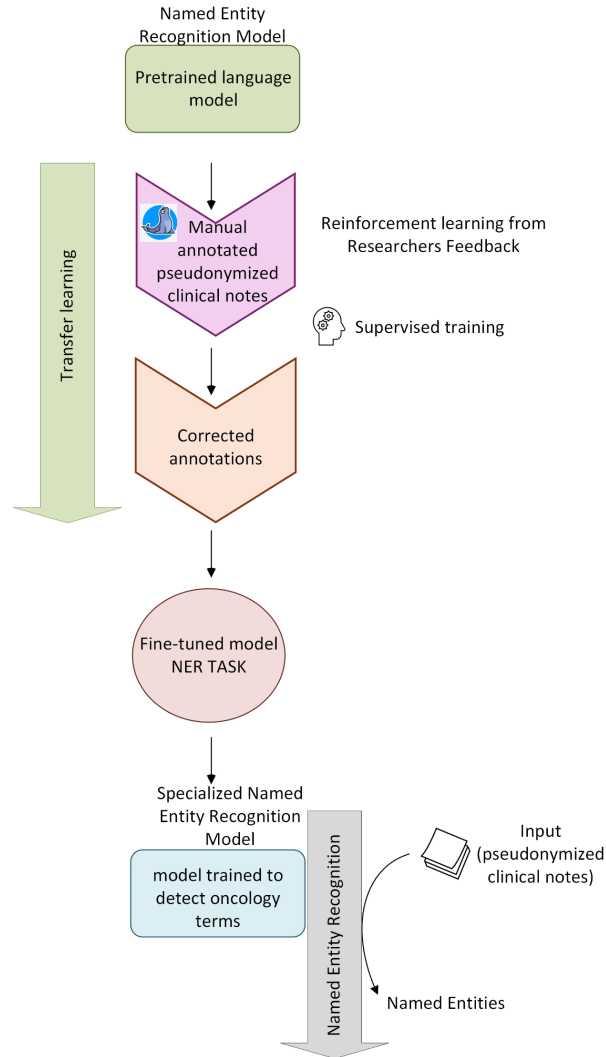 Named Entity
Recognition Model
Pretrained language
model
Transfer learning
Manual
annotated
pseudonymized
clinical notes
Reinforcement learning from
Researchers Feedback
Supervised training
Corrected
annotations
Fine-tuned model
NER TASK
Specialized Named
Entity Recognition
Model
model trained to
detect oncology
terms
Named Entity Recognition
Input
(pseudonymized
clinical notes)
Named Entities